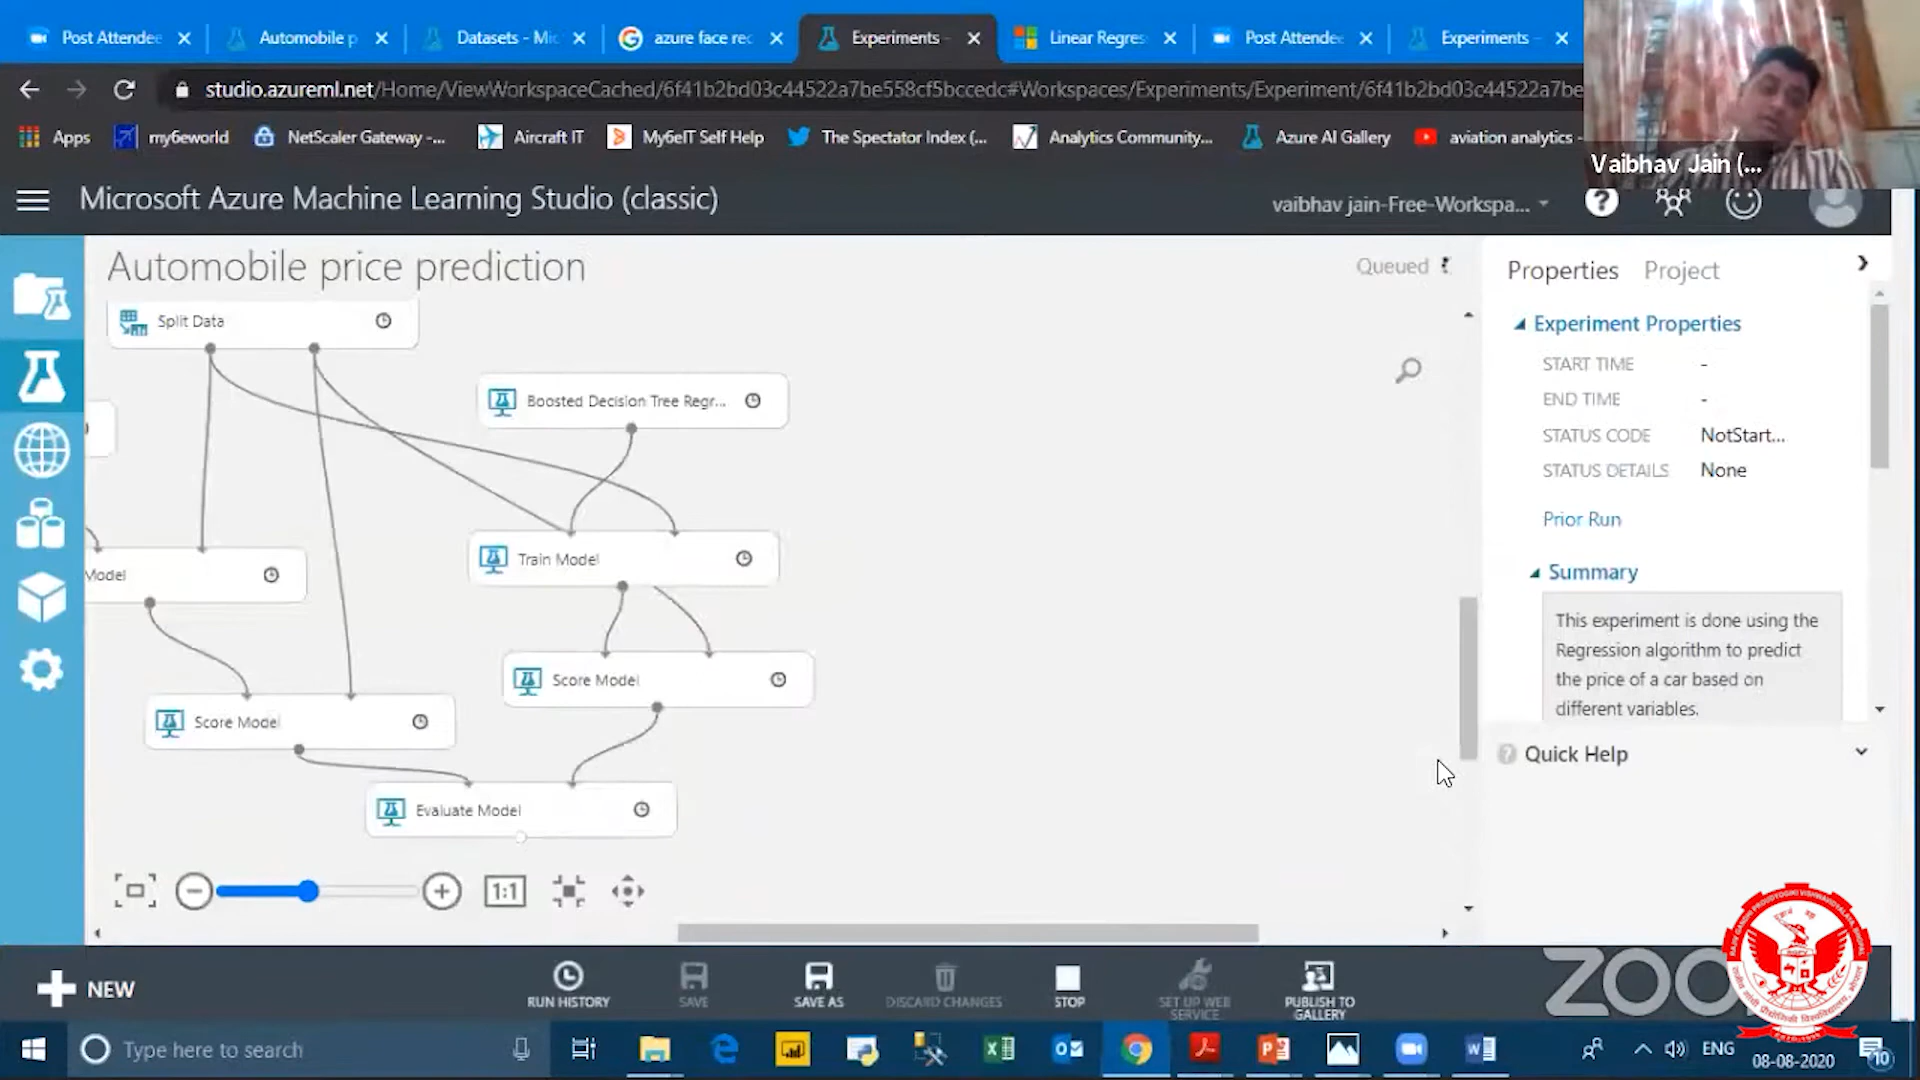 Post Attendee
Automobile p
Datasets - Mic
azure face rec
Experiments -
Linear Regres
Post Attende
Experiments -
studio.azureml.net/Home/ViewWorkspaceCached/6f41b2bd03c44522a7be558cf5bccedc#Workspaces/Experiments/Experiment/6f41b2bd03c44522a7be
Apps
my6eworld
NetScaler Gateway -...
Aircraft IT
My6eIT Self Help
The Spectator Index (...
Analytics Community...
Azure AI Gallery
aviation analytics -
Vaibhav Jain (...
Microsoft Azure Machine Learning Studio (classic)
vaibhav jain-Free-Workspa...
Automobile price prediction
Queued
Properties
Project
Split Data
Boosted Decision Tree Regr...
Model
Train Model
Score Model
Score Model
Evaluate Model
Experiment Properties
START TIME -
END TIME -
STATUS CODE NotStart...
STATUS DETAILS None
Prior Run
Summary
This experiment is done using the
Regression algorithm to predict
the price of a car based on
different variables.
Quick Help
1:1
NEW
RUN HISTORY
SAVE
SAVE AS
DISCARD CHANGES
STOP
SET UP WEB
SERVICE
PUBLISH TO
GALLERY
ZOO
Type here to search
ENG
08-08-2020
10